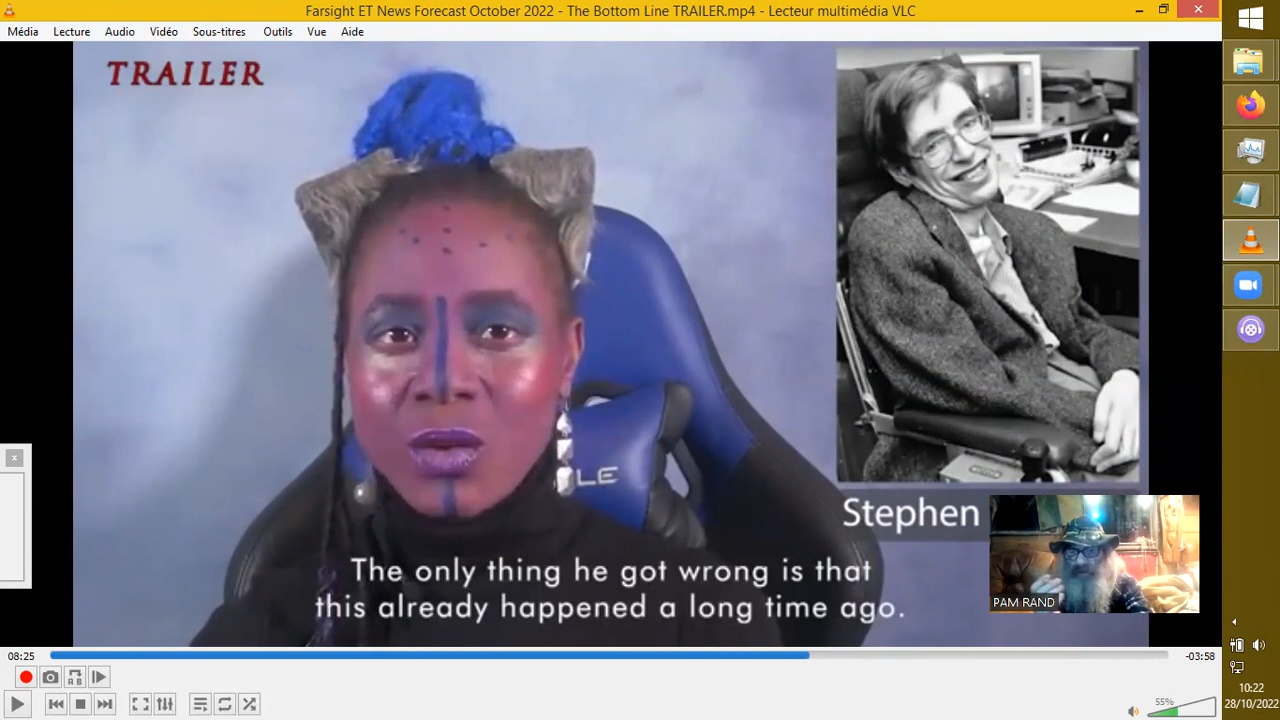 Farsight ET News Forecast October 2022 - The Bottom Line TRAILER.mp4 - Lecteur multimédia VLC
Média Lecture Audio Vidéo Sous-titres Outils Vue Aide
TRAILER
LE
Stephen
PAM RAND
The only thing he got wrong is that
this already happened a long time ago.
08:25
-03:58
55%
10:22
28/10/2022